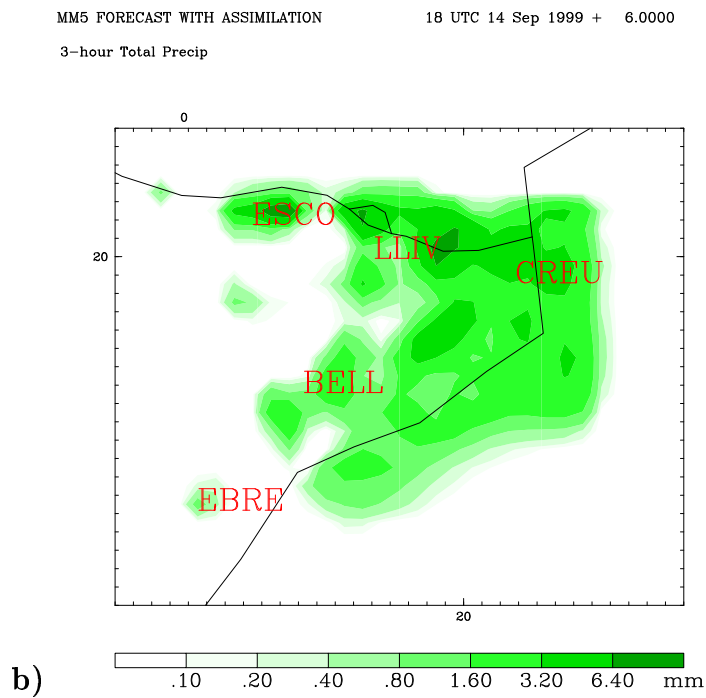 MM5 FORECAST WITH ASSIMILATION 18 UTC 14 Sep 1999 + 6.0000
3-hour Total Precip
0
ESCO
LLIV
20
CREU
BELL
EBRE
20
b) .10 .20 .40 .80 1.60 3.20 6.40 mm